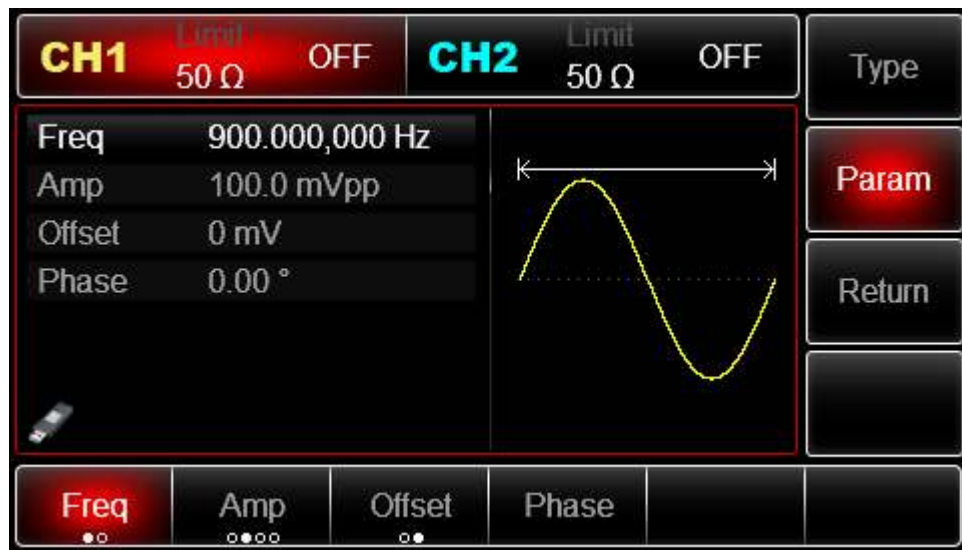 CH1 Limit 50 Ω OFF
CH2 Limit 50 Ω OFF
Type
Freq 900.000,000 Hz
Amp 100.0 mVpp
Offset 0 mV
Phase 0.00 °
Param
Return
Freq Amp Offset Phase